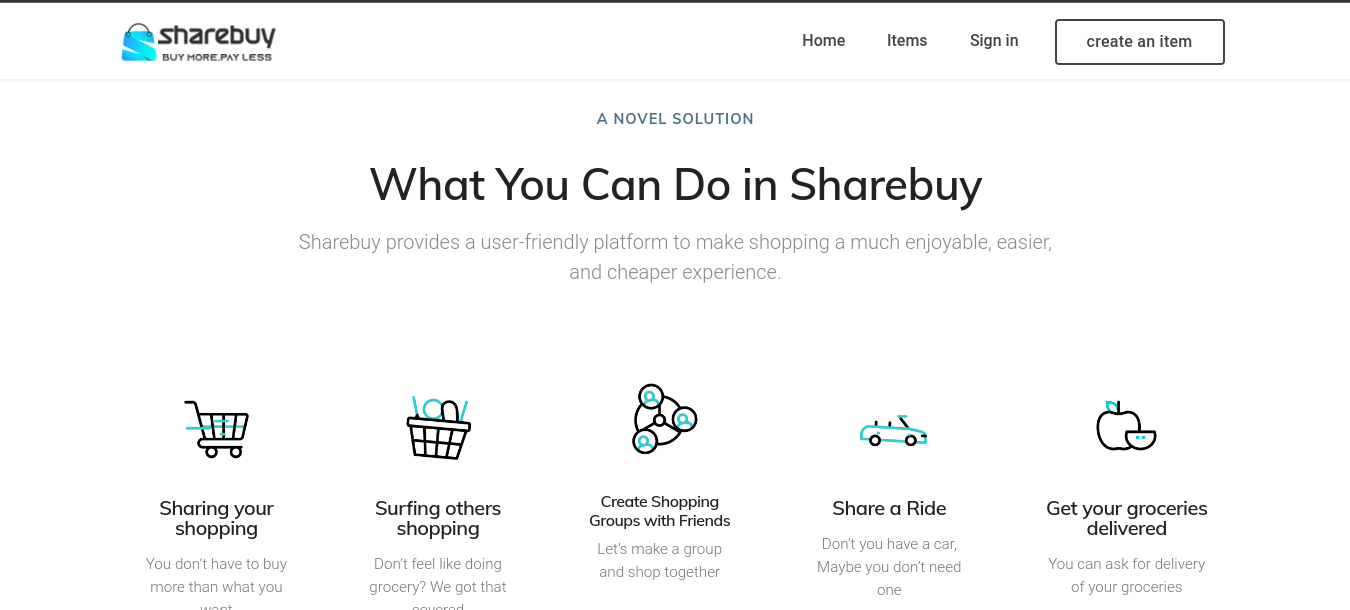 sharebuy
BUY MORE.PAY LESS
Home
Items
Sign in
create an item
A NOVEL SOLUTION
What You Can Do in Sharebuy
Sharebuy provides a user-friendly platform to make shopping a much enjoyable, easier,
and cheaper experience.
Sharing your
shopping
You don't have to buy
more than what you
want
Surfing others
shopping
Don't feel like doing
grocery? We got that
covered
Create Shopping
Groups with Friends
Let's make a group
and shop together
Share a Ride
Don't you have a car,
Maybe you don't need
one
Get your groceries
delivered
You can ask for delivery
of your groceries